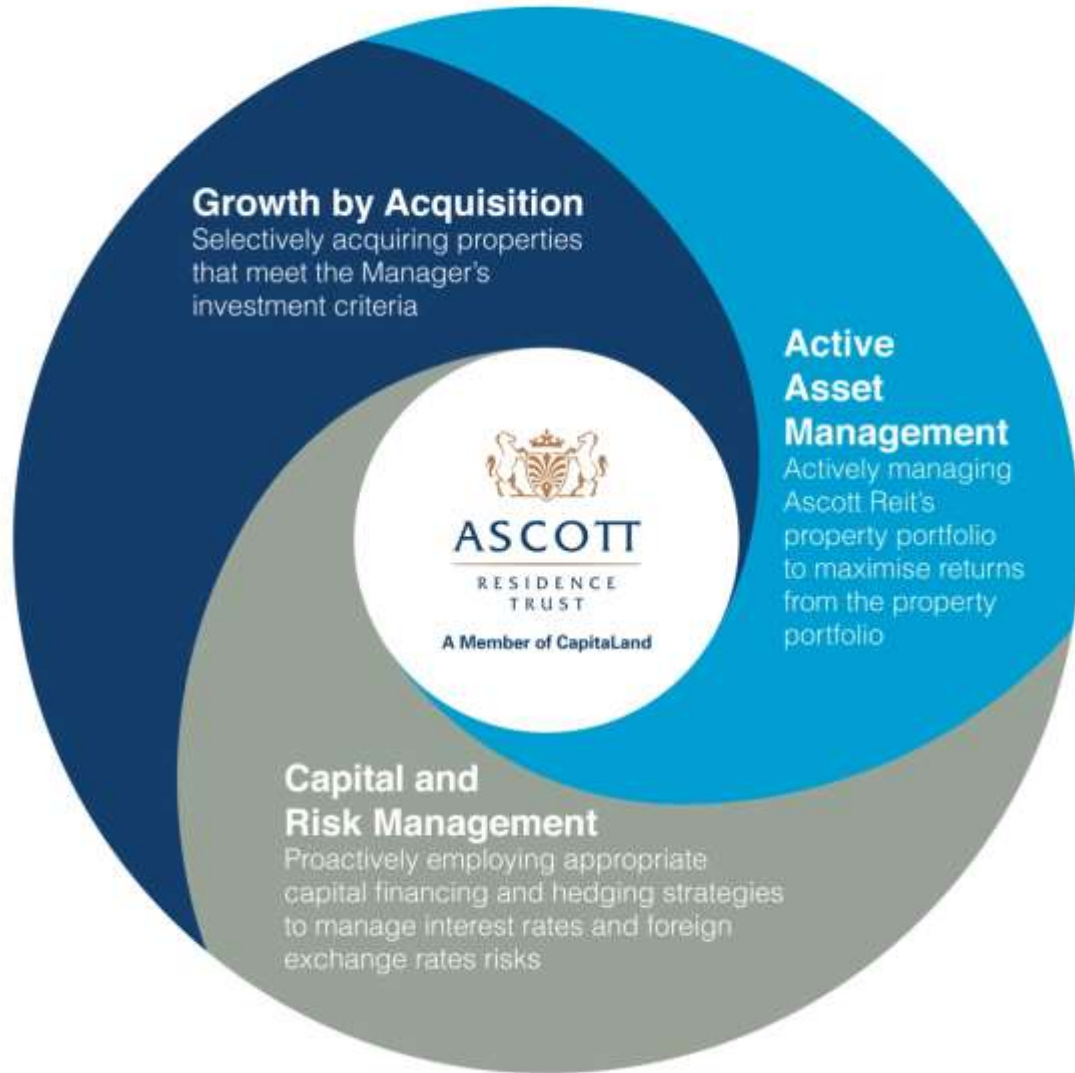 Growth by Acquisition
Selectively acquiring properties
that meet the Manager's
investment criteria
Active
Asset
Management
Actively managing
Ascott Reit's
property portfolio
to maximise returns
from the property
portfolio
ASCOTT
RESIDENCE
TRUST
A Member of CapitaLand
Capital and
Risk Management
Proactively employing appropriate
capital financing and hedging strategies
to manage interest rates and foreign
exchange rates risks